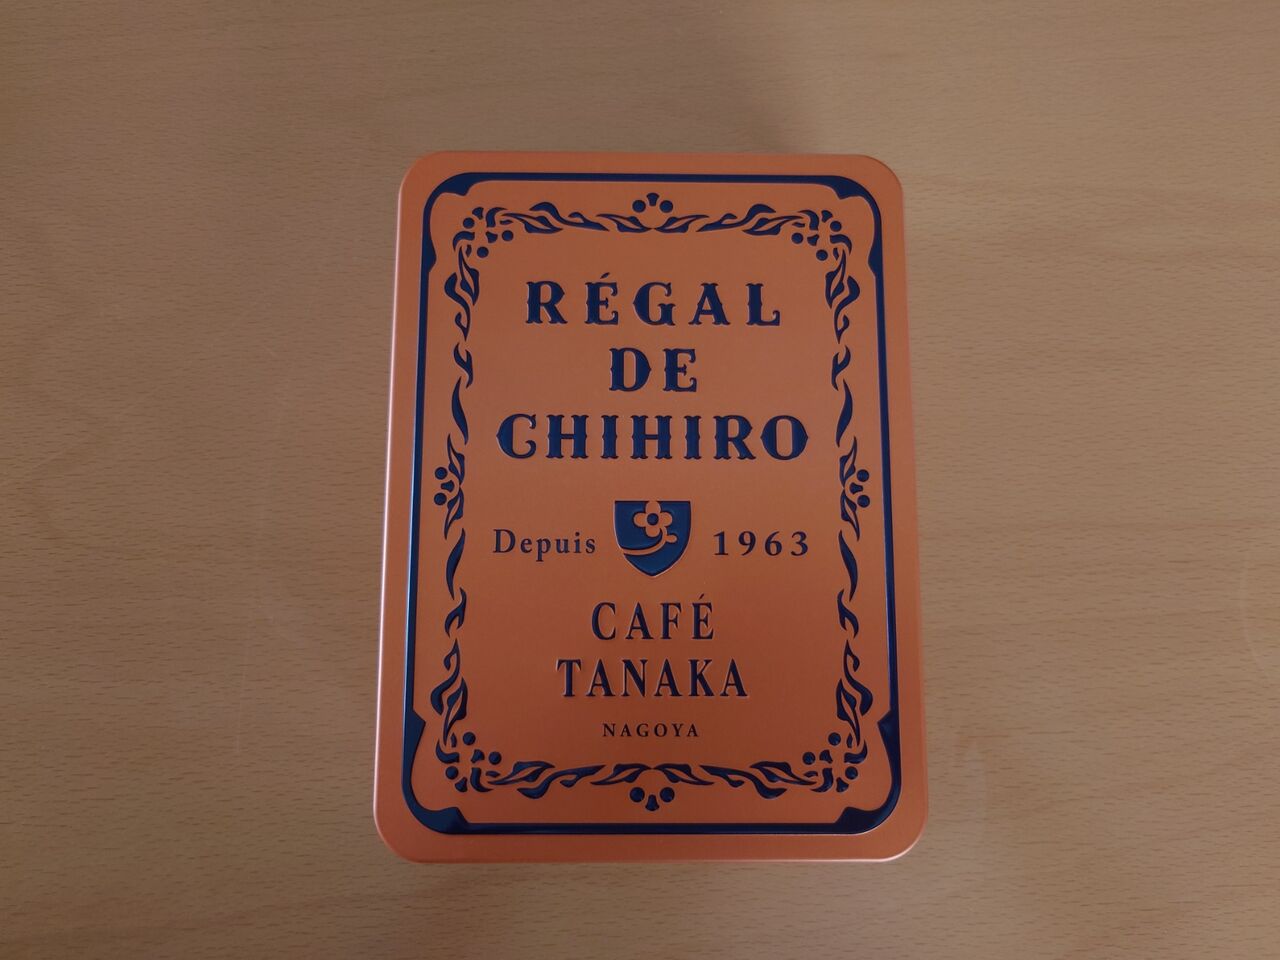 RÉGAL
DE
CHIHIRO
Depuis 1963
CAFÉ
TANAKA
NAGOYA